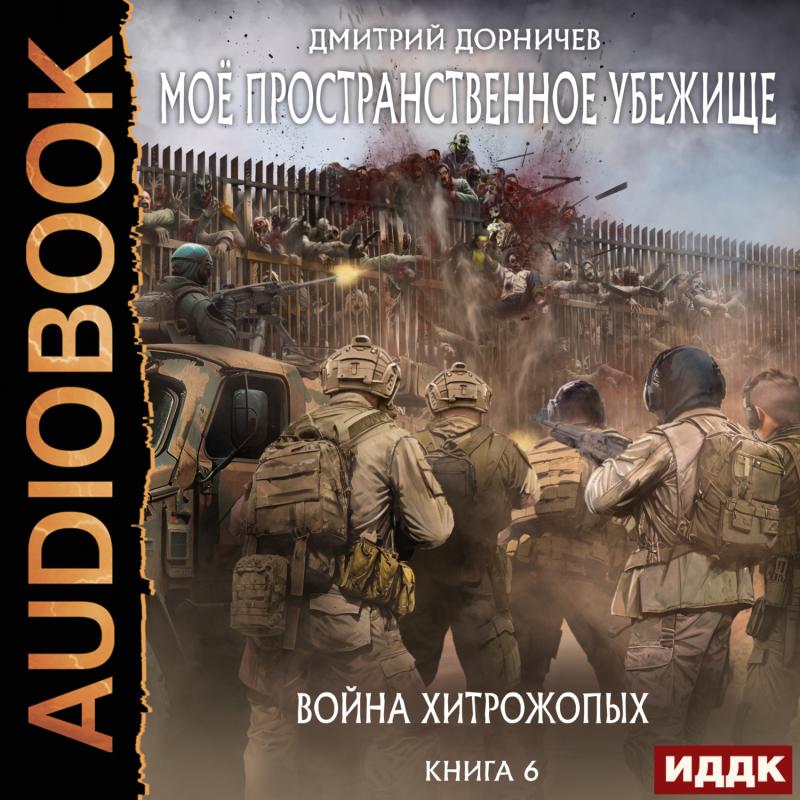 AUDIOBOOK
ДМИТРИЙ ДОРНИЧЕВ
МОЁ ПРОСТРАНСТВЕННОЕ УБЕЖИЩЕ
ВОЙНА ХИТРОЖОПЫХ
КНИГА 6
ИДДК